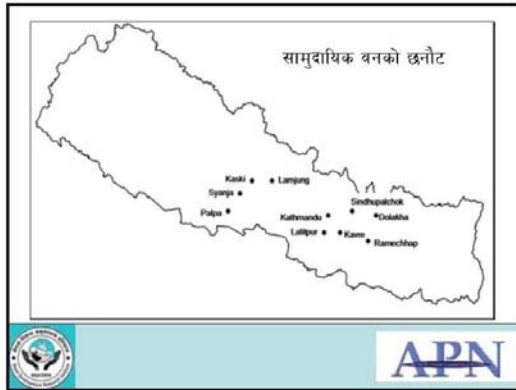 सामुदायिक वनको छनौट
Kaski
Lamjung
Syanja
Palpa
Sindhupalchok
Kathmandu
Dolakha
Lalitpur
Kavre
Ramechhap
APN